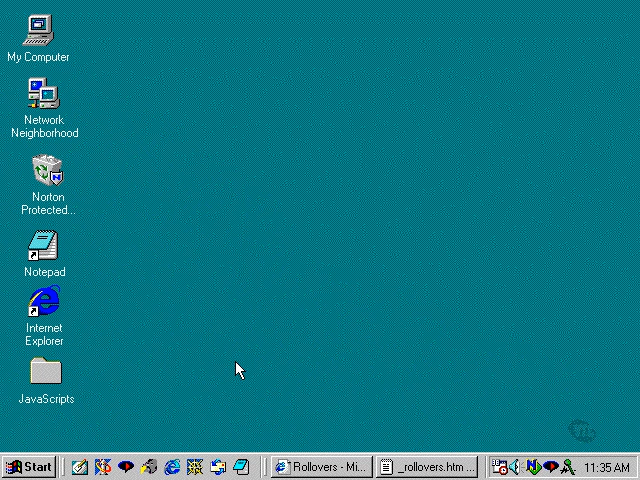 My Computer
Network
Neighborhood
Norton
Protected...
Notepad
Internet
Explorer
JavaScripts
Start
Rollovers - Mi...
_rollovers.htm ...
11:35 AM